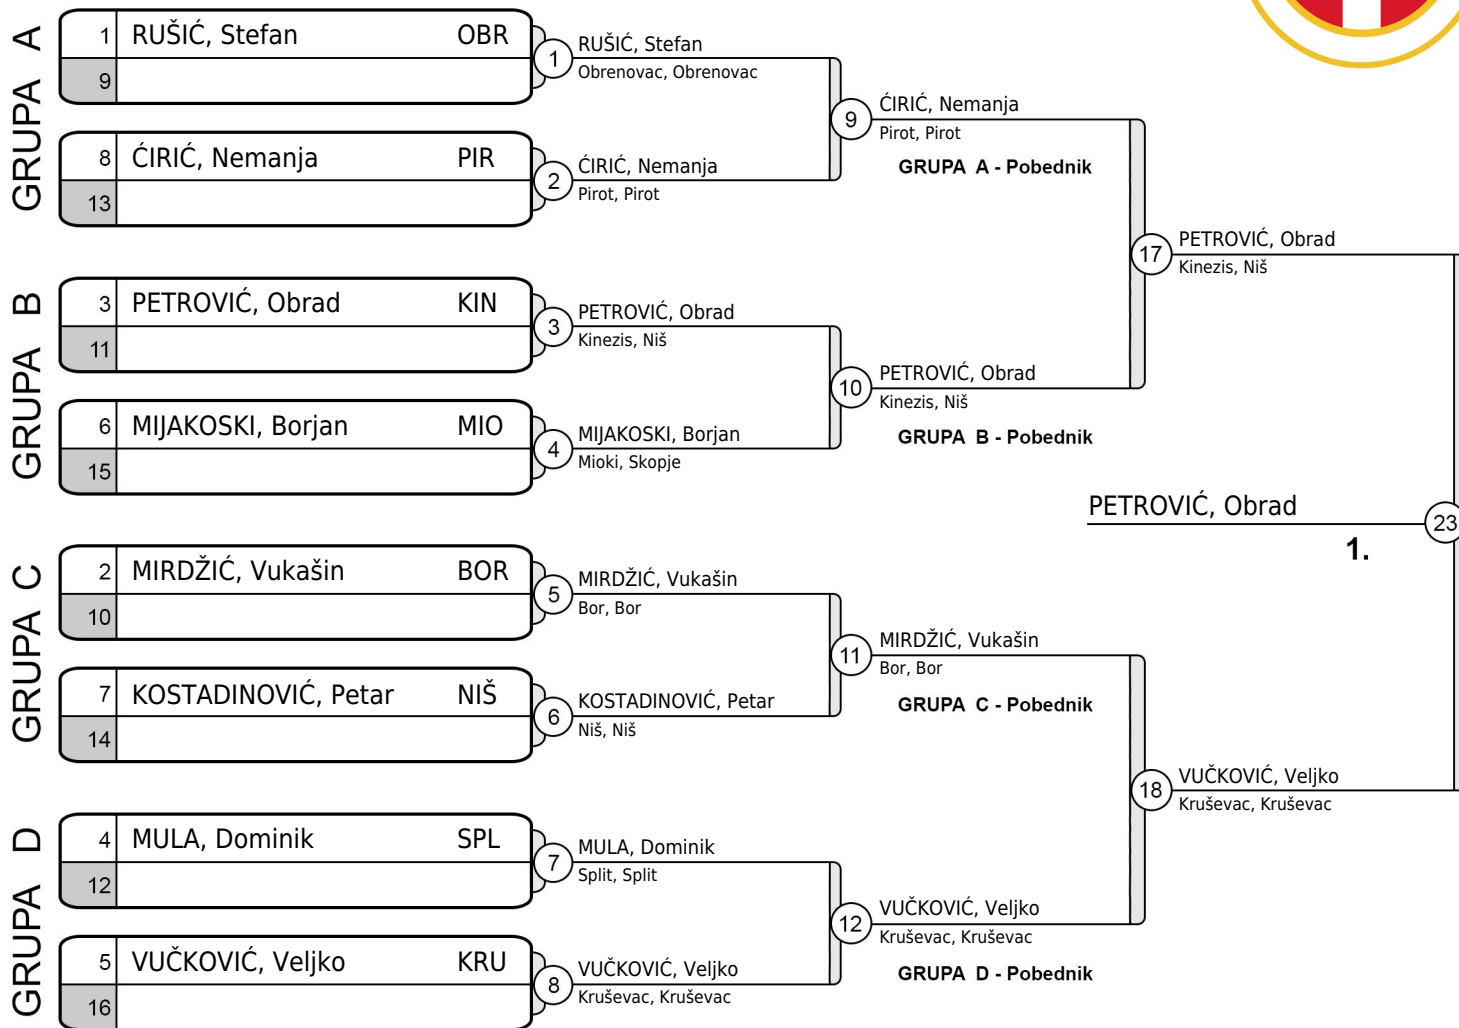 GRUPA A
1 RUŠIĆ, Stefan OBR
9
8 ĆIRIĆ, Nemanja PIR
13
GRUPA B
3 PETROVIĆ, Obrad KIN
11
6 MIJAKOSKI, Borjan MIO
15
GRUPA C
2 MIRDŽIĆ, Vukašin BOR
10
7 KOSTADINOVIĆ, Petar NIŠ
14
GRUPA D
4 MULA, Dominik SPL
12
5 VUČKOVIĆ, Veljko KRU
16
1 RUŠIĆ, Stefan
Obrenovac, Obrenovac
2 ĆIRIĆ, Nemanja
Pirot, Pirot
3 PETROVIĆ, Obrad
Kinezis, Niš
4 MIJAKOSKI, Borjan
Mioki, Skopje
5 MIRDŽIĆ, Vukašin
Bor, Bor
6 KOSTADINOVIĆ, Petar
Niš, Niš
7 MULA, Dominik
Split, Split
8 VUČKOVIĆ, Veljko
Kruševac, Kruševac
9 ĆIRIĆ, Nemanja
Pirot, Pirot
GRUPA A - Pobednik
10 PETROVIĆ, Obrad
Kinezis, Niš
GRUPA B - Pobednik
11 MIRDŽIĆ, Vukašin
Bor, Bor
GRUPA C - Pobednik
12 VUČKOVIĆ, Veljko
Kruševac, Kruševac
GRUPA D - Pobednik
17 PETROVIĆ, Obrad
Kinezis, Niš
18 VUČKOVIĆ, Veljko
Kruševac, Kruševac
PETROVIĆ, Obrad 23
1.